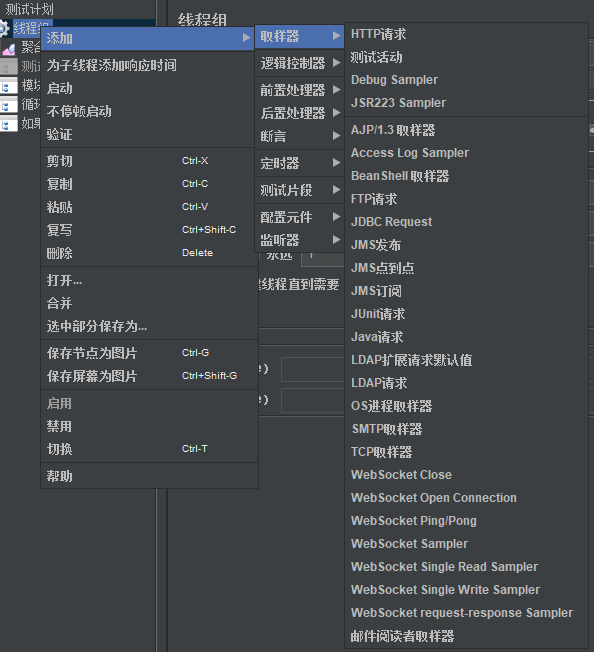 测试计划
线程组
聚合
测试
模块
循环
如果
线程组
添加
为子线程添加响应时间
启动
不停顿启动
验证
剪切 Ctrl-X
复制 Ctrl-C
粘贴 Ctrl-V
复写 Ctrl+Shift-C
删除 Delete
打开...
合并
选中部分保存为...
保存节点为图片 Ctrl-G
保存屏幕为图片 Ctrl+Shift-G
启用
禁用
切换 Ctrl-T
帮助
取样器
逻辑控制器
前置处理器
后置处理器
断言
定时器
测试片段
配置元件
监听器
永远
线程直到需要
HTTP请求
测试活动
Debug Sampler
JSR223 Sampler
AJP/1.3 取样器
Access Log Sampler
BeanShell 取样器
FTP请求
JDBC Request
JMS发布
JMS点到点
JMS订阅
JUnit请求
Java请求
LDAP扩展请求默认值
LDAP请求
OS进程取样器
SMTP取样器
TCP取样器
WebSocket Close
WebSocket Open Connection
WebSocket Ping/Pong
WebSocket Sampler
WebSocket Single Read Sampler
WebSocket Single Write Sampler
WebSocket request-response Sampler
邮件阅读者取样器